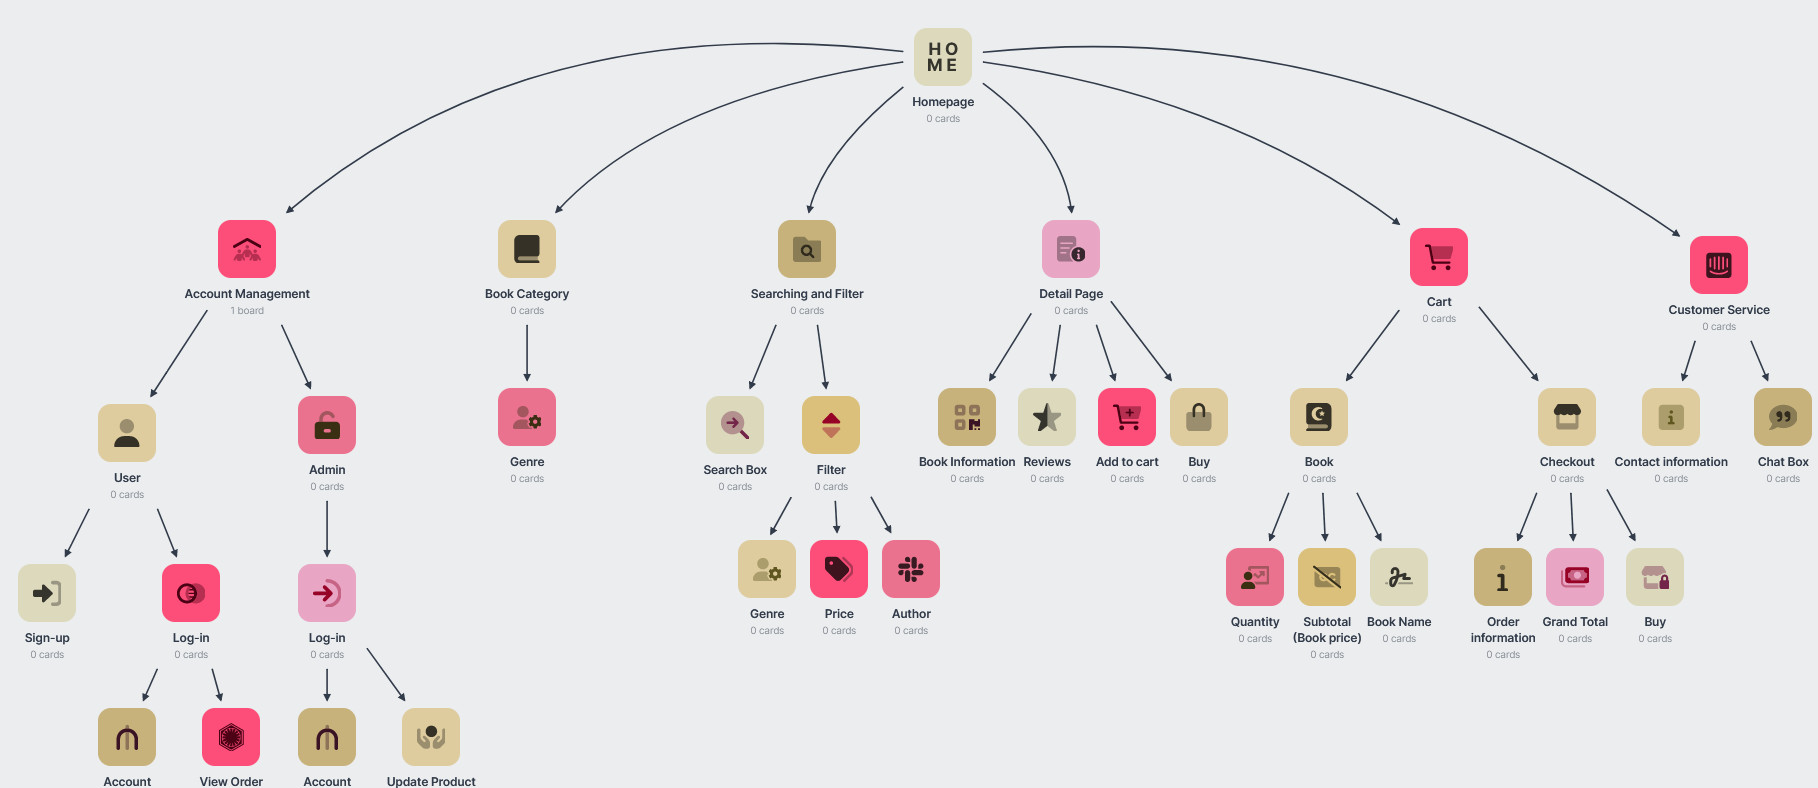 HO
ME
Homepage
0 cards
Account Management
1 board
Book Category
0 cards
Searching and Filter
0 cards
Detail Page
0 cards
Cart
0 cards
Customer Service
0 cards
User
0 cards
Admin
0 cards
Genre
0 cards
Search Box
0 cards
Filter
0 cards
Book Information
0 cards
Reviews
0 cards
Add to cart
0 cards
Buy
0 cards
Book
0 cards
Checkout
0 cards
Contact information
0 cards
Chat Box
0 cards
Sign-up
0 cards
Log-in
0 cards
Log-in
0 cards
Genre
0 cards
Price
0 cards
Author
0 cards
Quantity
0 cards
Subtotal
(Book price)
0 cards
Book Name
0 cards
Order
information
0 cards
Grand Total
0 cards
Buy
0 cards
Account
View Order
Account
Update Product